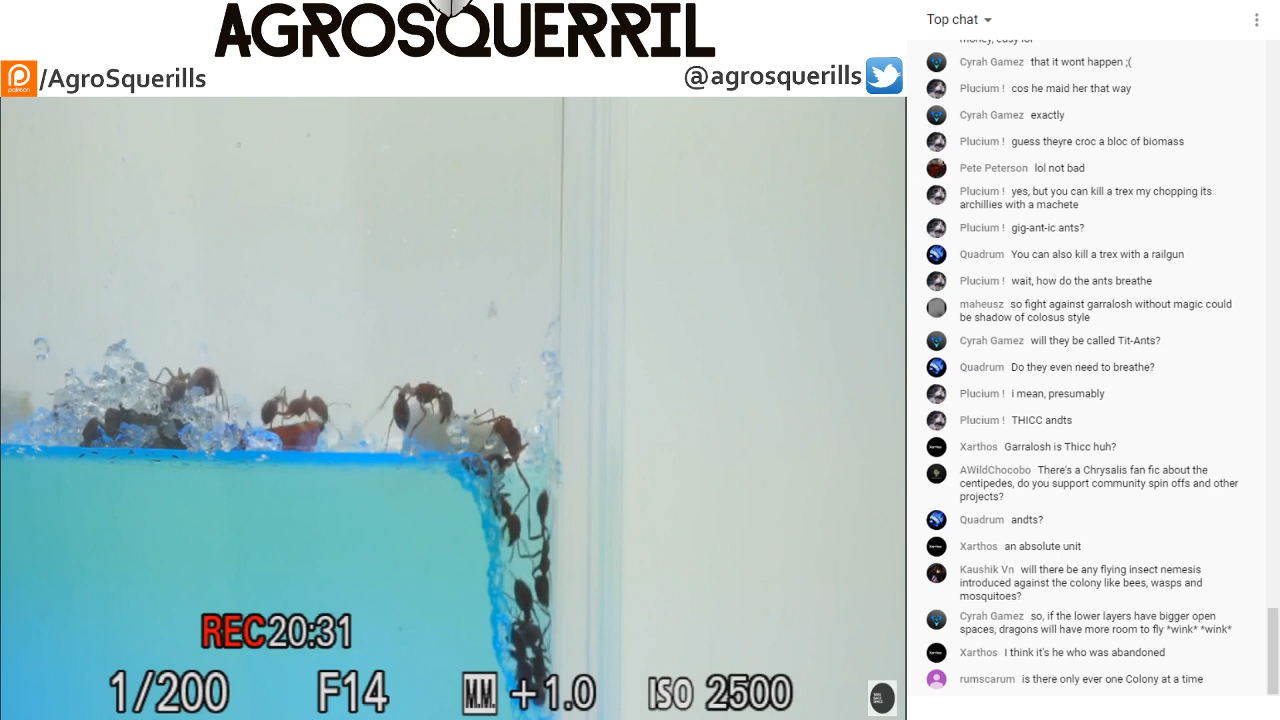 AGROSQUERRIL
patreon
/AgroSquerills
@agrosquerills
REC20:31
1/200 F14 M.M. +1.0 ISO 2500
Top chat
money, easy lol
Cyrah Gamez that it wont happen ;(
Plucium ! cos he maid her that way
Cyrah Gamez exactly
Plucium ! guess theyre croc a bloc of biomass
Pete Peterson lol not bad
Plucium ! yes, but you can kill a trex my chopping its
archillies with a machete
Plucium ! gig-ant-ic ants?
Quadrum You can also kill a trex with a railgun
Plucium ! wait, how do the ants breathe
maheusz so fight against garralosh without magic could
be shadow of colosus style
Cyrah Gamez will they be called Tit-Ants?
Quadrum Do they even need to breathe?
Plucium ! i mean, presumably
Plucium ! THICC andts
Xarthos Garralosh is Thicc huh?
AWildChocobo There's a Chrysalis fan fic about the
centipedes, do you support community spin offs and other
projects?
Quadrum andts?
Xarthos an absolute unit
Kaushik Vn will there be any flying insect nemesis
introduced against the colony like bees, wasps and
mosquitoes?
Cyrah Gamez so, if the lower layers have bigger open
spaces, dragons will have more room to fly *wink* *wink*
Xarthos I think it's he who was abandoned
rumscarum is there only ever one Colony at a time